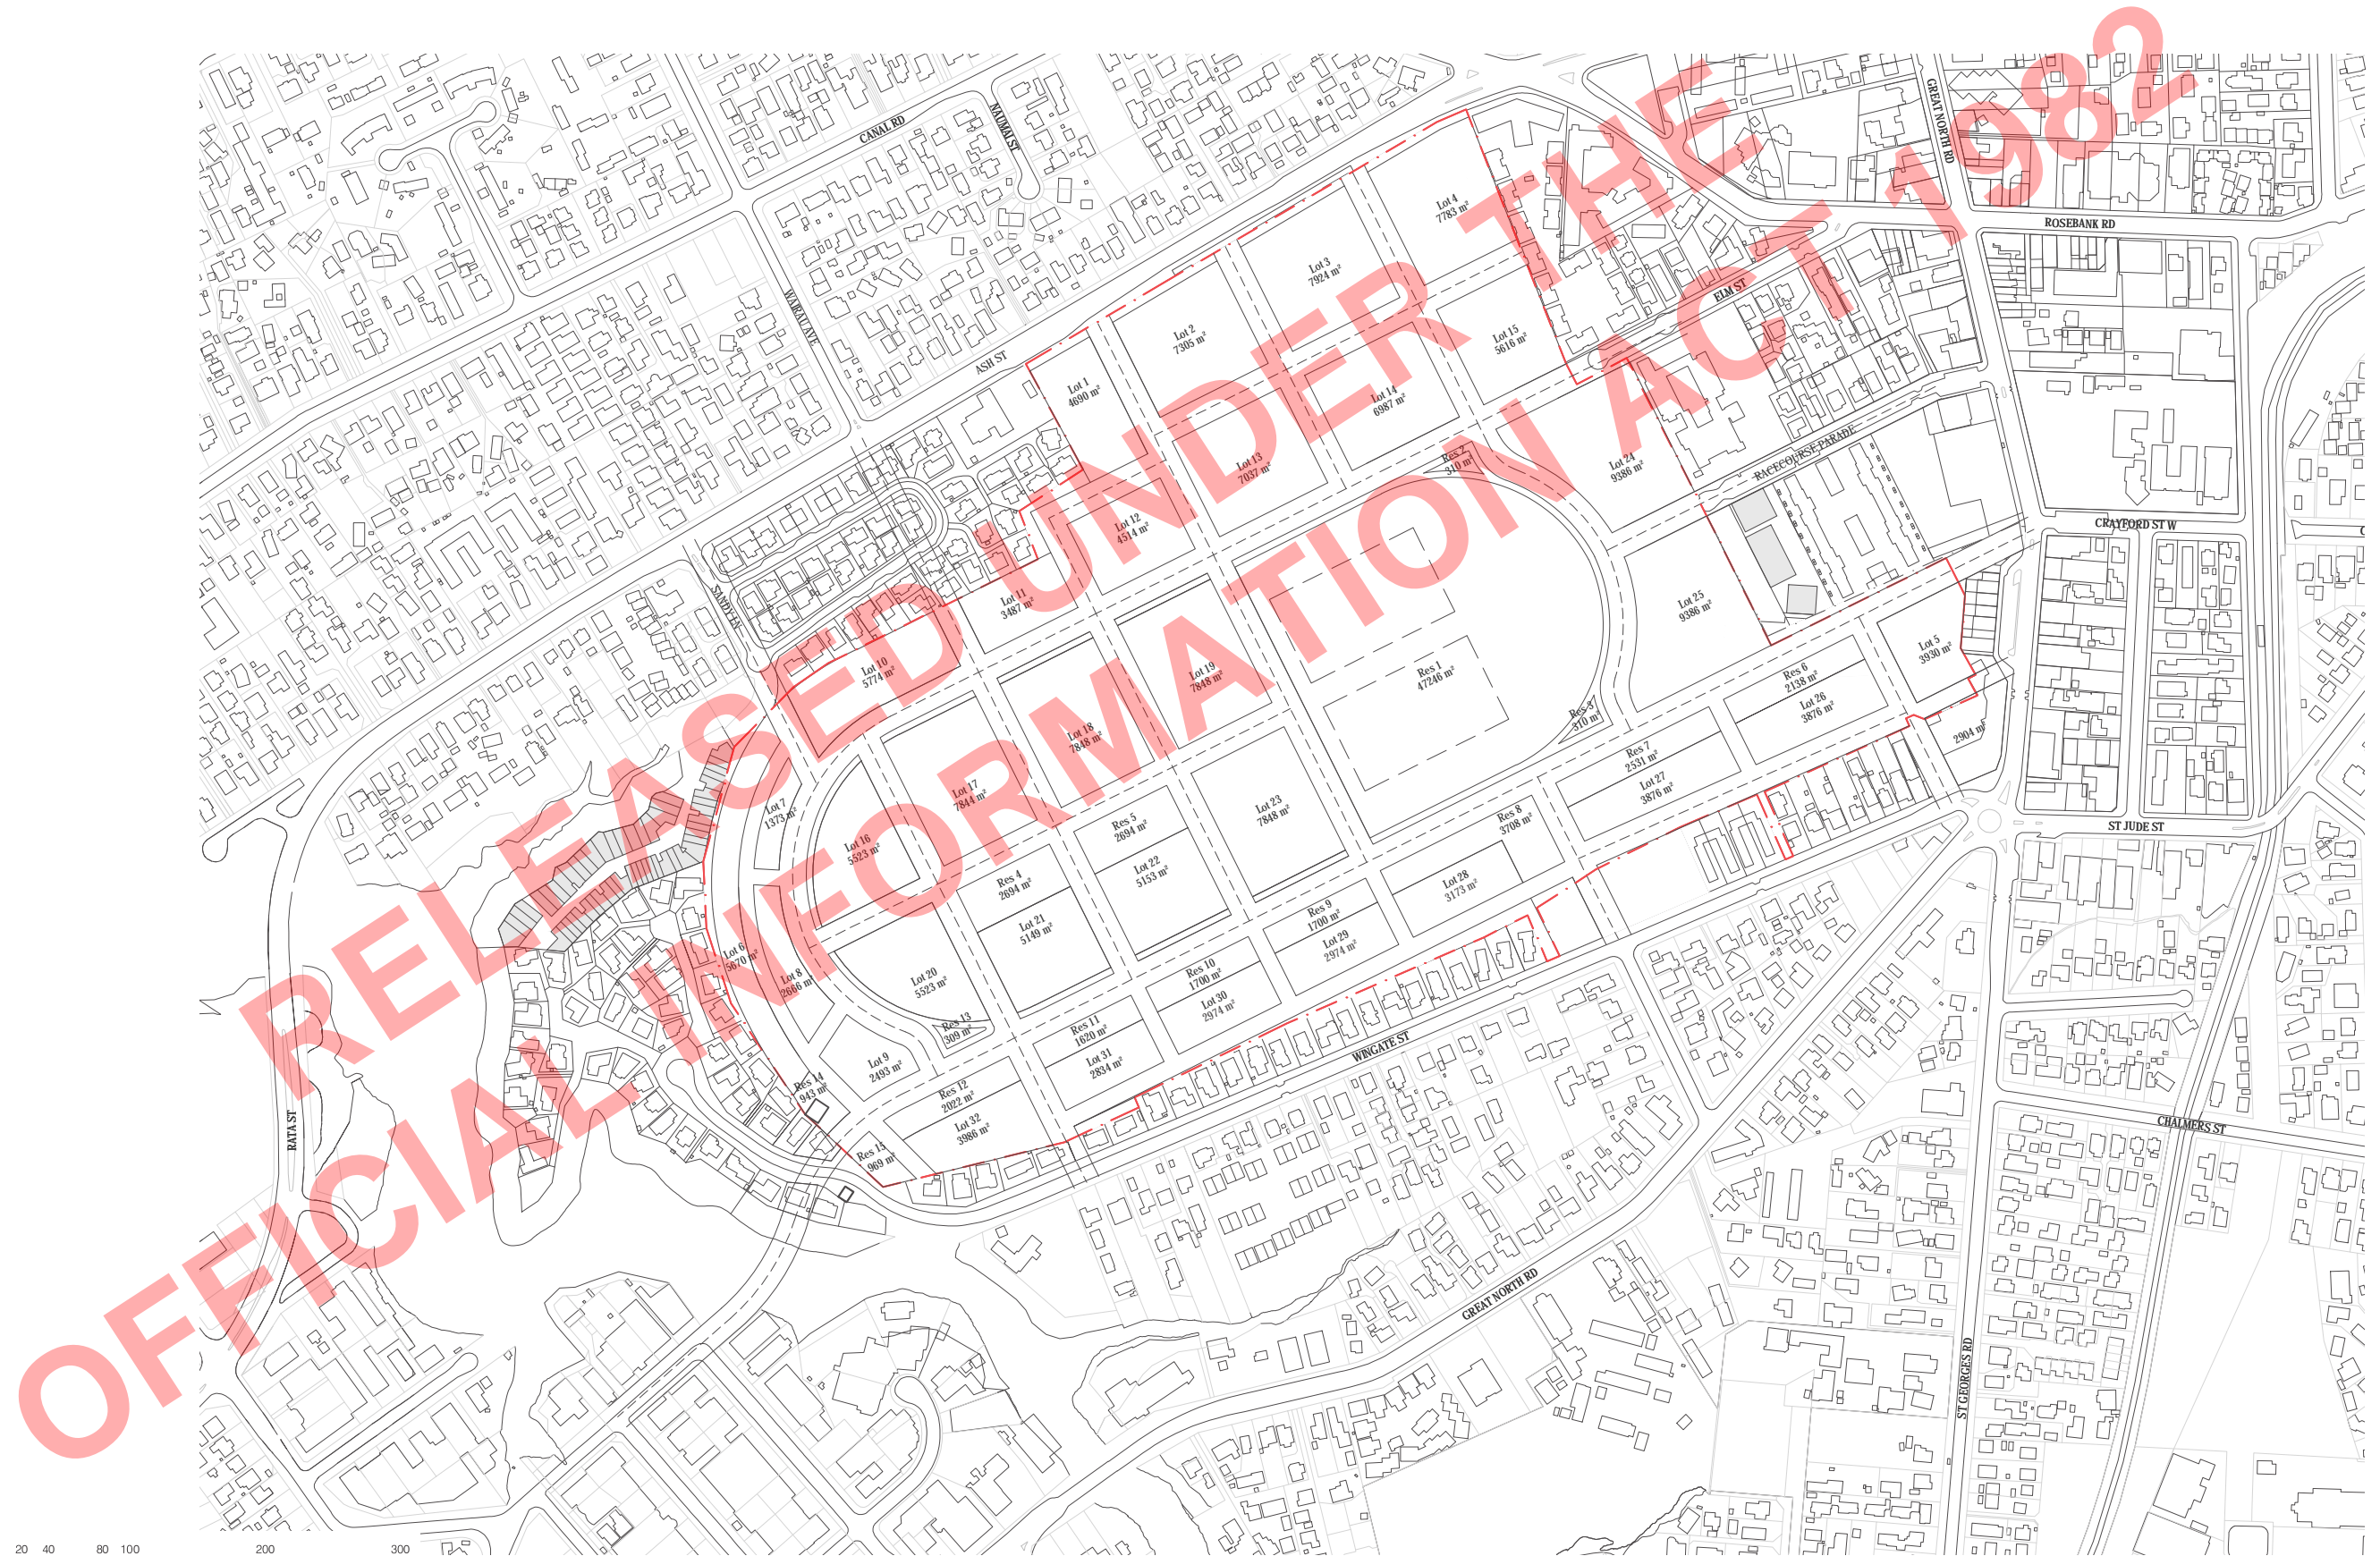 RELEASED UNDER THE
OFFICIAL INFORMATION ACT 1982
CANAL RD
NAUMAI ST
GREAT NORTH RD
ROSEBANK RD
WAIRAU AVE
ASH ST
ELM ST
RACECOURSE PARADE
CRAYFORD ST W
SANDY LN
ST JUDE ST
WINGATE ST
RATA ST
CHALMERS ST
GREAT NORTH RD
ST GEORGES RD
Lot 4
7783 m²
Lot 3
7924 m²
Lot 2
7305 m²
Lot 1
4690 m²
Lot 15
5616 m²
Lot 14
6987 m²
Lot 13
7037 m²
Lot 12
4514 m²
Lot 11
3487 m²
Lot 10
5774 m²
Res 2
310 m²
Lot 24
9386 m²
Lot 25
9386 m²
Res 1
47246 m²
Res 3
310 m²
Lot 5
3930 m²
Res 6
2138 m²
Lot 26
3876 m²
2904 m²
Res 7
2531 m²
Lot 27
3876 m²
Lot 19
7848 m²
Lot 18
7848 m²
Lot 17
7844 m²
Lot 16
5523 m²
Lot 7
1373 m²
Lot 23
7848 m²
Res 5
2694 m²
Lot 22
5153 m²
Res 4
2694 m²
Lot 21
5149 m²
Res 8
3708 m²
Lot 28
3173 m²
Res 9
1700 m²
Lot 29
2974 m²
Res 10
1700 m²
Lot 30
2974 m²
Lot 6
5670 m²
Lot 8
2666 m²
Lot 20
5523 m²
Res 13
309 m²
Lot 9
2493 m²
Res 11
1620 m²
Lot 31
2834 m²
Res 12
2022 m²
Lot 32
3986 m²
Res 14
943 m²
Res 15
969 m²
20 40 80 100 200 300